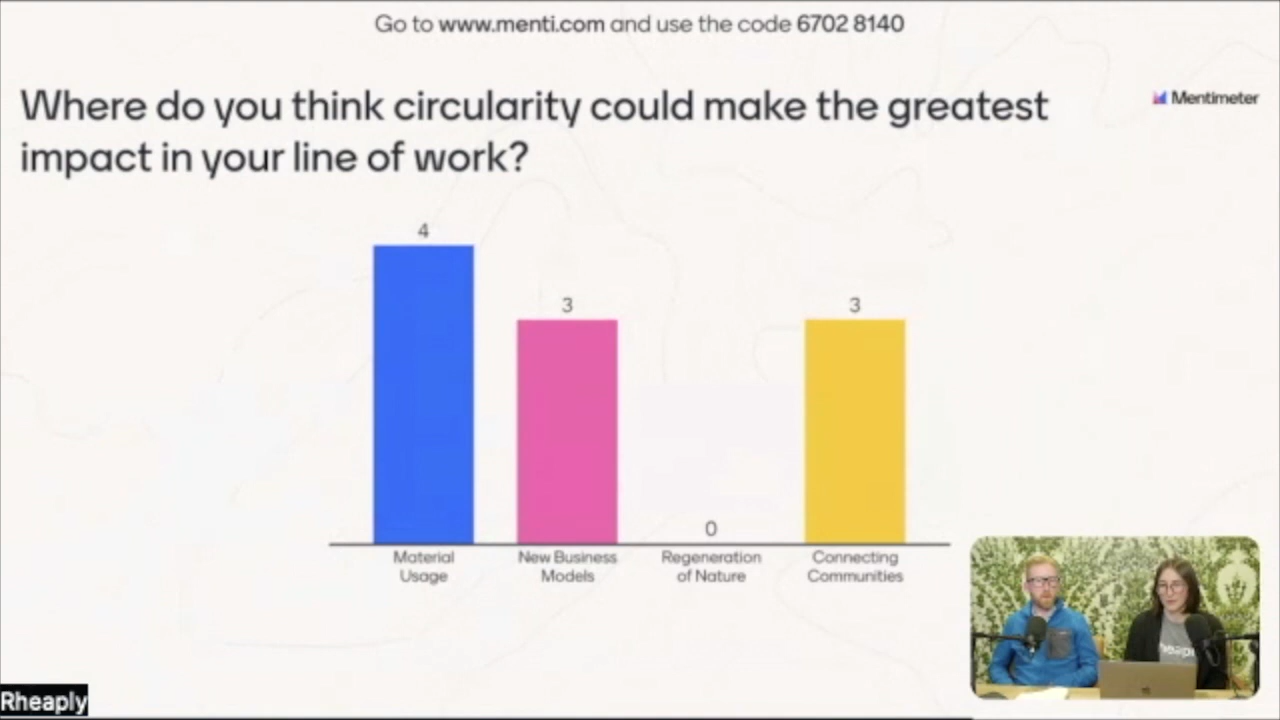 Go to www.menti.com and use the code 6702 8140
Where do you think circularity could make the greatest
impact in your line of work?
Mentimeter
4
3
0
3
Material
Usage
New Business
Models
Regeneration
of Nature
Connecting
Communities
Rheaply